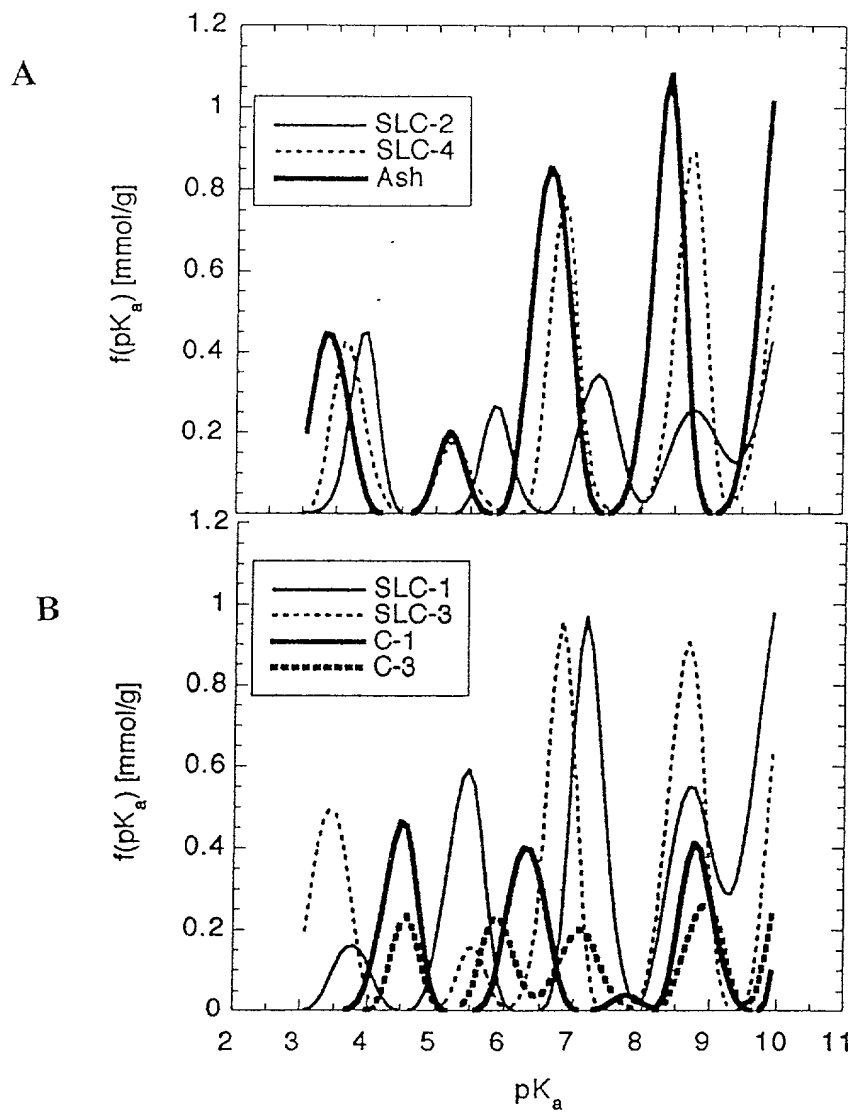 A
1.2
1
0.8
0.6
0.4
0.2
f(pKa) [mmol/g]
SLC-2
SLC-4
Ash
B
1.2
1
0.8
0.6
0.4
0.2
0
f(pKa) [mmol/g]
SLC-1
SLC-3
C-1
C-3
2 3 4 5 6 7 8 9 10 11
pKa